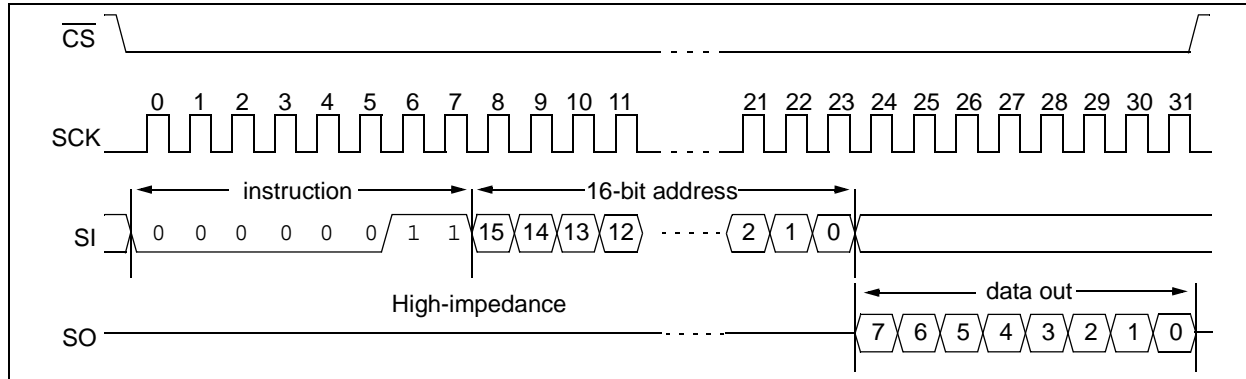 CS
0 1 2 3 4 5 6 7 8 9 10 11 21 22 23 24 25 26 27 28 29 30 31
SCK
instruction 16-bit address
SI 0 0 0 0 0 0 1 1 15 14 13 12 2 1 0
data out
High-impedance
SO 7 6 5 4 3 2 1 0